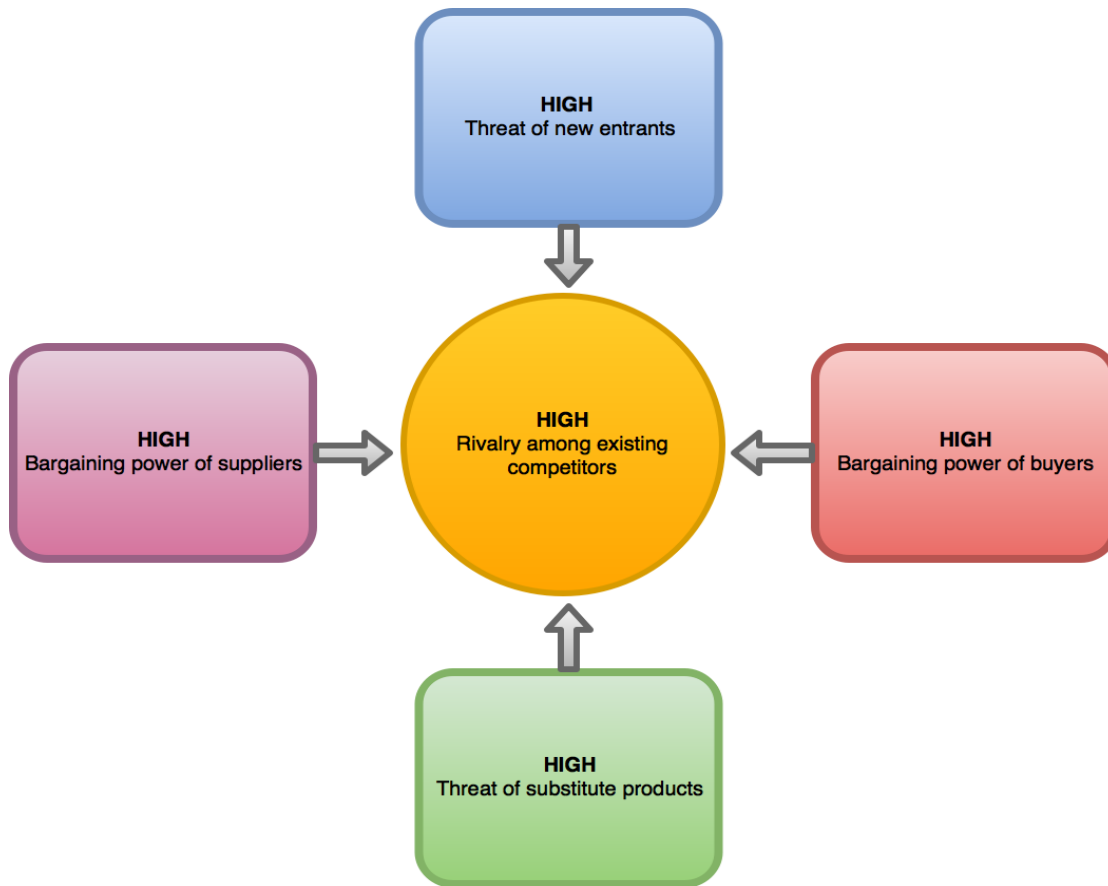 HIGH
Threat of new entrants
HIGH
Bargaining power of suppliers
HIGH
Rivalry among existing
competitors
HIGH
Bargaining power of buyers
HIGH
Threat of substitute products